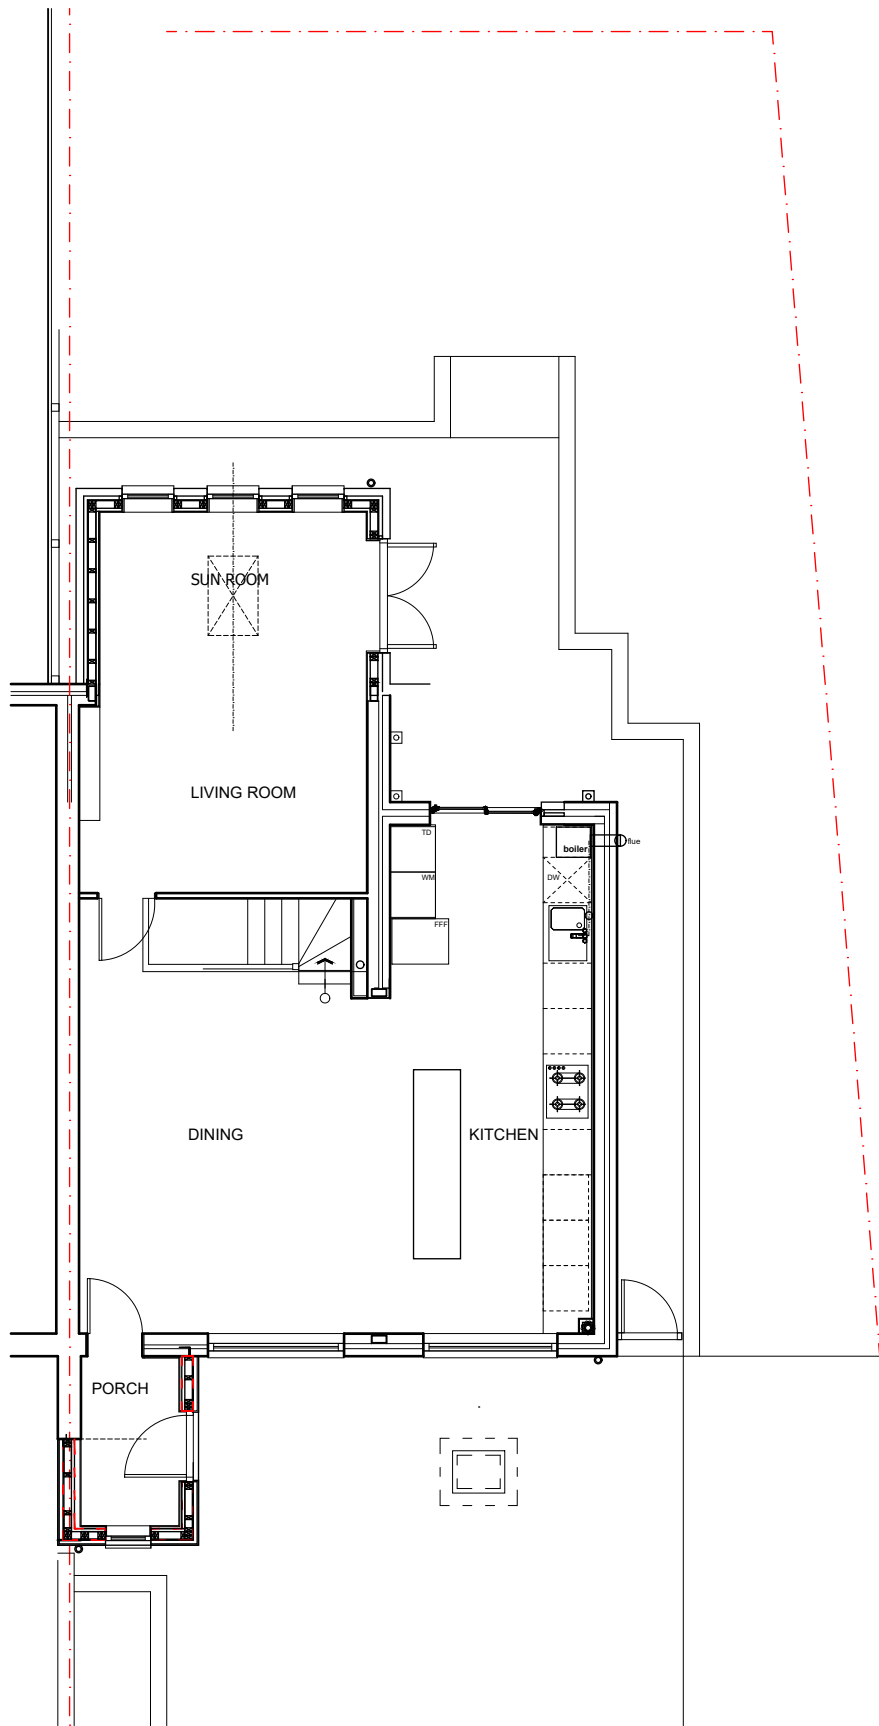 SUN ROOM
LIVING ROOM
TD
boiler
flue
WM
DW
FFF
DINING
KITCHEN
PORCH